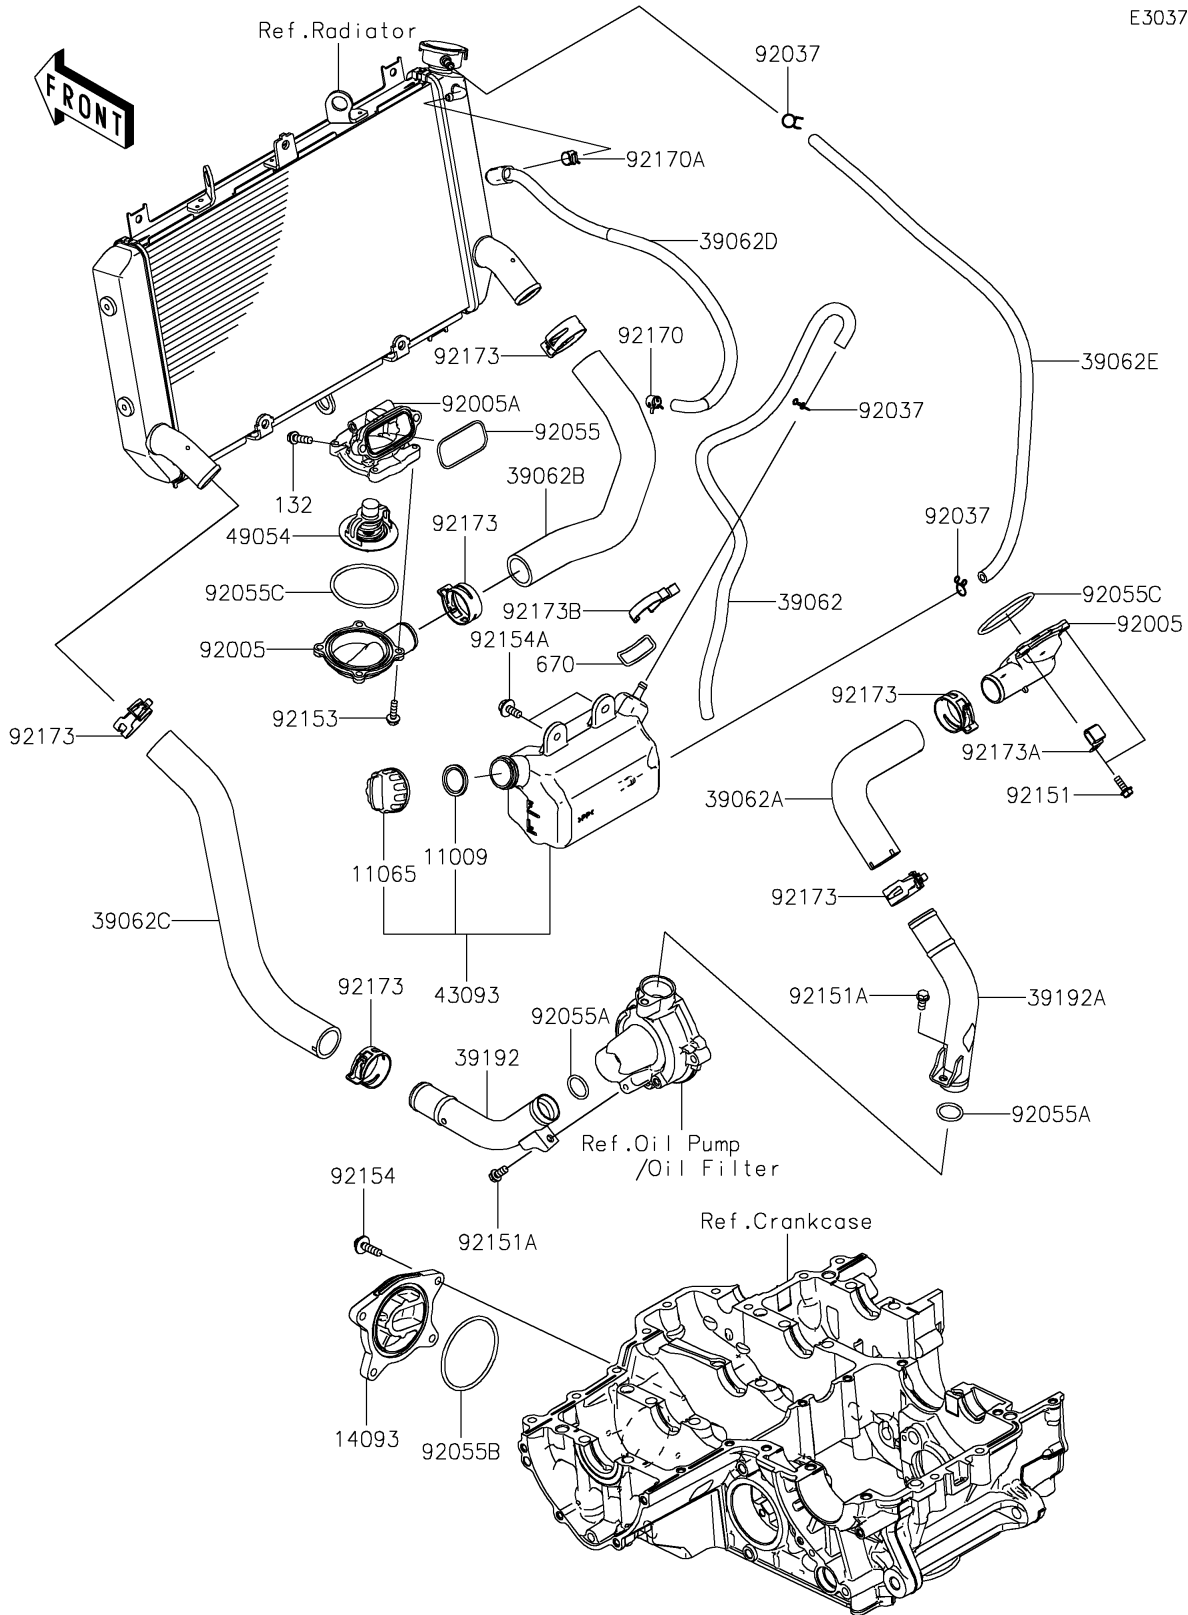 E3037
Ref.Radiator
FRONT
92037
92170A
39062D
92173
92170
39062E
92005A
92055
92037
132
39062B
49054
92173
92037
92055C
92173B
39062
92055C
92005
92154A
92005
670
92173
92153
92173
92173A
39062A
92151
11009
11065
92173
39062C
43093
92173
92151A
39192A
92055A
39192
92055A
Ref.Oil Pump
/Oil Filter
92154
Ref.Crankcase
92151A
14093
92055B